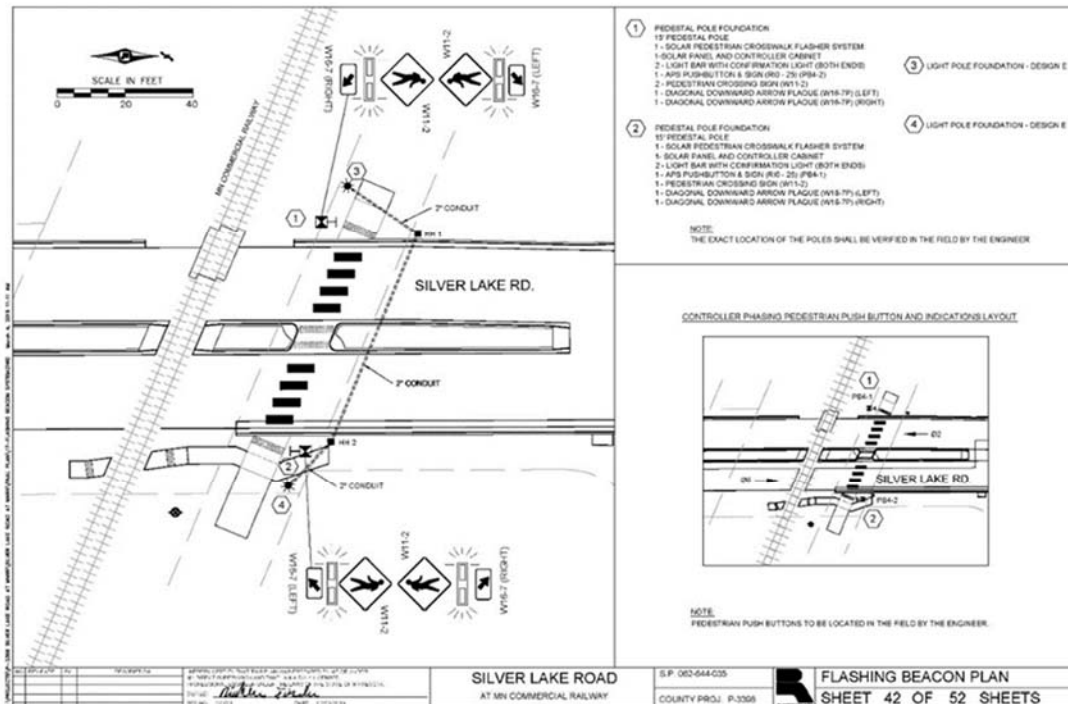 SCALE IN FEET
0 20 40
MN COMMERCIAL RAILWAY
W16-7 (RIGHT)
W11-2
W11-2
W16-7 (LEFT)
3
1
2" CONDUIT
HH 1
SILVER LAKE RD.
2" CONDUIT
HH 2
2
2" CONDUIT
4
W16-7 (LEFT)
W11-2
W11-2
W16-7 (RIGHT)
1
PEDESTAL POLE FOUNDATION
15' PEDESTAL POLE
1 - SOLAR PEDESTRIAN CROSSWALK FLASHER SYSTEM
1-SOLAR PANEL AND CONTROLLER CABINET
2 - LIGHT BAR WITH CONFIRMATION LIGHT (BOTH ENDS)
1 - APS PUSHBUTTON & SIGN (R10 - 25) (PB4-2)
2 - PEDESTRIAN CROSSING SIGN (W11-2)
1 - DIAGONAL DOWNWARD ARROW PLAQUE (W16-7P) (LEFT)
1 - DIAGONAL DOWNWARD ARROW PLAQUE (W16-7P) (RIGHT)
3 LIGHT POLE FOUNDATION - DESIGN E
2
PEDESTAL POLE FOUNDATION
15' PEDESTAL POLE
1 - SOLAR PEDESTRIAN CROSSWALK FLASHER SYSTEM
1- SOLAR PANEL AND CONTROLLER CABINET
2 - LIGHT BAR WITH CONFIRMATION LIGHT (BOTH ENDS)
1 - APS PUSHBUTTON & SIGN (R10 - 25) (PB4-1)
1 - PEDESTRIAN CROSSING SIGN (W11-2)
1 - DIAGONAL DOWNWARD ARROW PLAQUE (W16-7P) (LEFT)
1 - DIAGONAL DOWNWARD ARROW PLAQUE (W16-7P) (RIGHT)
4 LIGHT POLE FOUNDATION - DESIGN E
NOTE:
THE EXACT LOCATION OF THE POLES SHALL BE VERIFIED IN THE FIELD BY THE ENGINEER
CONTROLLER PHASING PEDESTRIAN PUSH BUTTON AND INDICATIONS LAYOUT
1
PB4-1
Ø2
SILVER LAKE RD.
Ø6
PB4-2
2
NOTE:
PEDESTRIAN PUSH BUTTONS TO BE LOCATED IN THE FIELD BY THE ENGINEER.
SILVER LAKE ROAD
AT MN COMMERCIAL RAILWAY
S.P. 062-644-035
COUNTY PROJ. P-3398
FLASHING BEACON PLAN
SHEET 42 OF 52 SHEETS